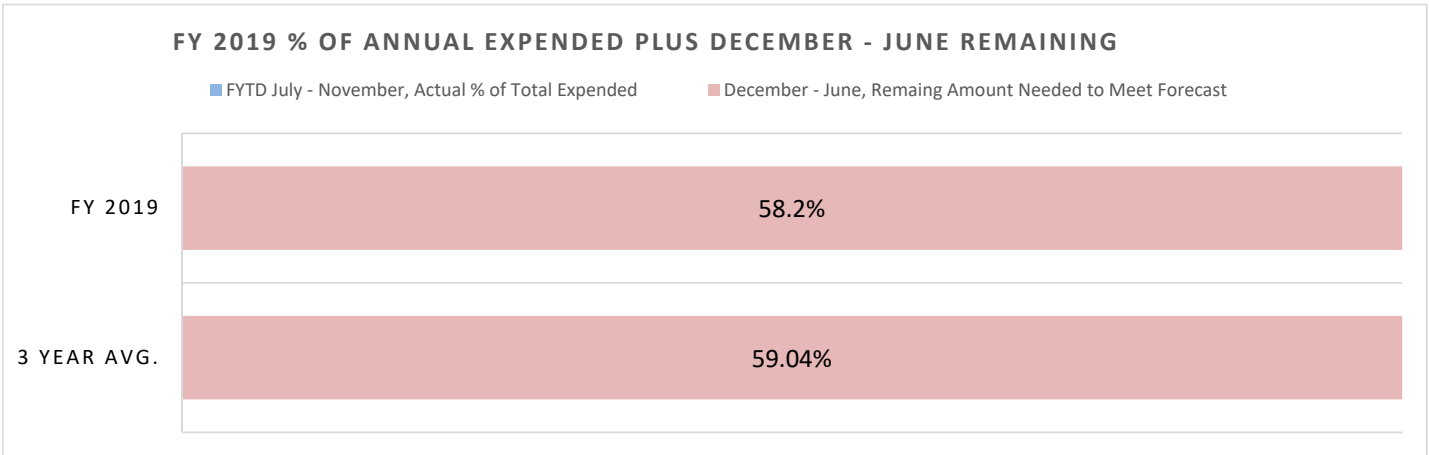 FY 2019 % OF ANNUAL EXPENDED PLUS DECEMBER - JUNE REMAINING
FYTD July - November, Actual % of Total Expended December - June, Remaing Amount Needed to Meet Forecast
FY 2019 58.2%
3 YEAR AVG. 59.04%